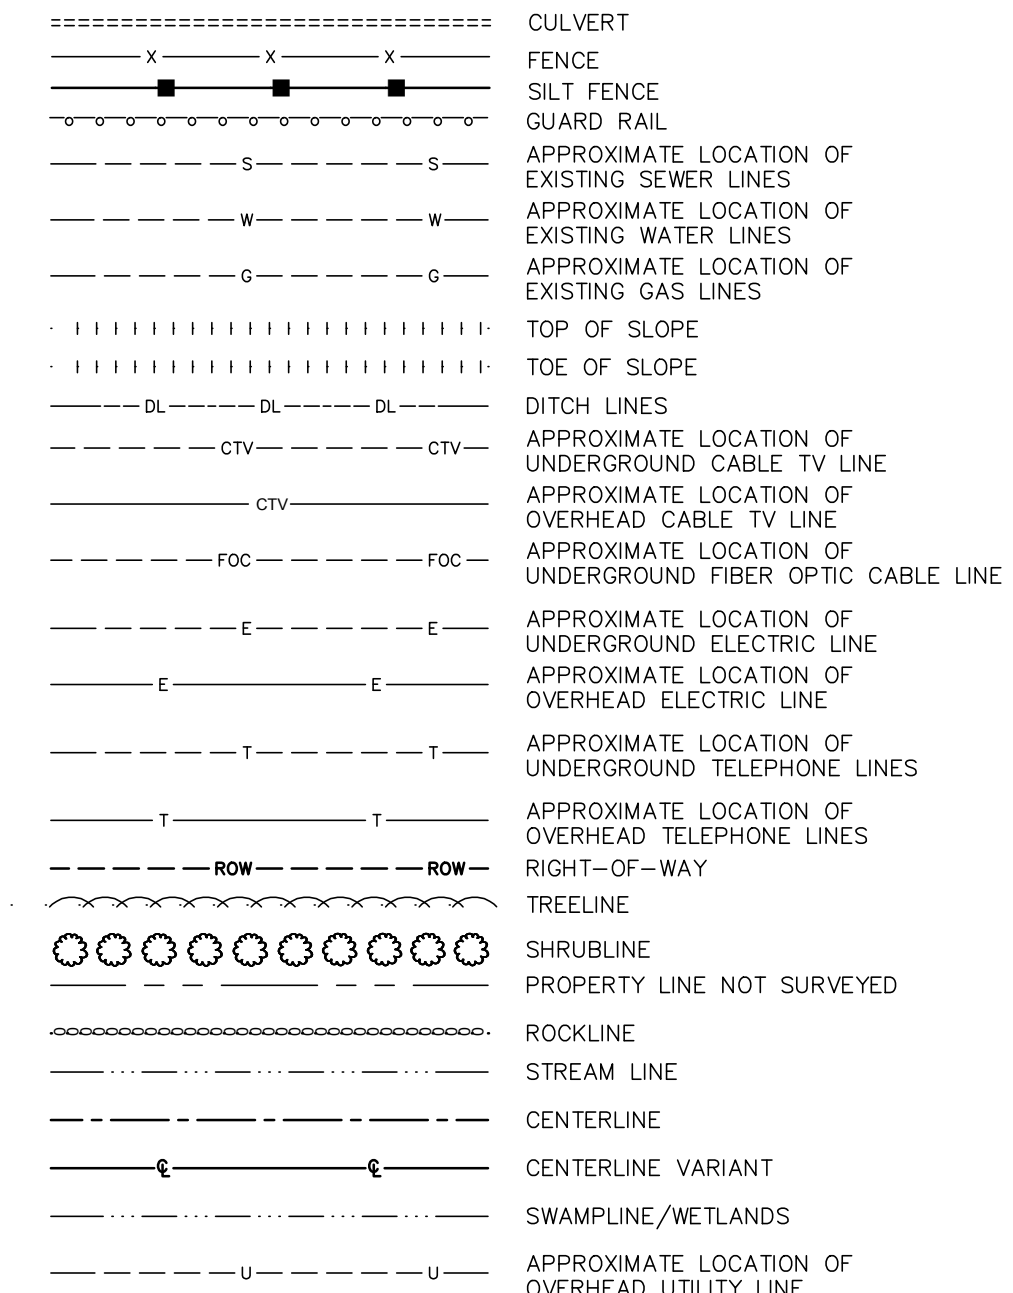 CULVERT
X X X FENCE
SILT FENCE
GUARD RAIL
S S APPROXIMATE LOCATION OF
EXISTING SEWER LINES
W W APPROXIMATE LOCATION OF
EXISTING WATER LINES
G G APPROXIMATE LOCATION OF
EXISTING GAS LINES
TOP OF SLOPE
TOE OF SLOPE
DL DL DL DITCH LINES
CTV CTV APPROXIMATE LOCATION OF
UNDERGROUND CABLE TV LINE
CTV APPROXIMATE LOCATION OF
OVERHEAD CABLE TV LINE
FOC FOC APPROXIMATE LOCATION OF
UNDERGROUND FIBER OPTIC CABLE LINE
E E APPROXIMATE LOCATION OF
UNDERGROUND ELECTRIC LINE
E E APPROXIMATE LOCATION OF
OVERHEAD ELECTRIC LINE
T T APPROXIMATE LOCATION OF
UNDERGROUND TELEPHONE LINES
T T APPROXIMATE LOCATION OF
OVERHEAD TELEPHONE LINES
ROW ROW RIGHT-OF-WAY
TREELINE
SHRUBLINE
PROPERTY LINE NOT SURVEYED
ROCKLINE
STREAM LINE
CENTERLINE
℄ ℄ CENTERLINE VARIANT
SWAMPLINE/WETLANDS
U U APPROXIMATE LOCATION OF
OVERHEAD UTILITY LINE